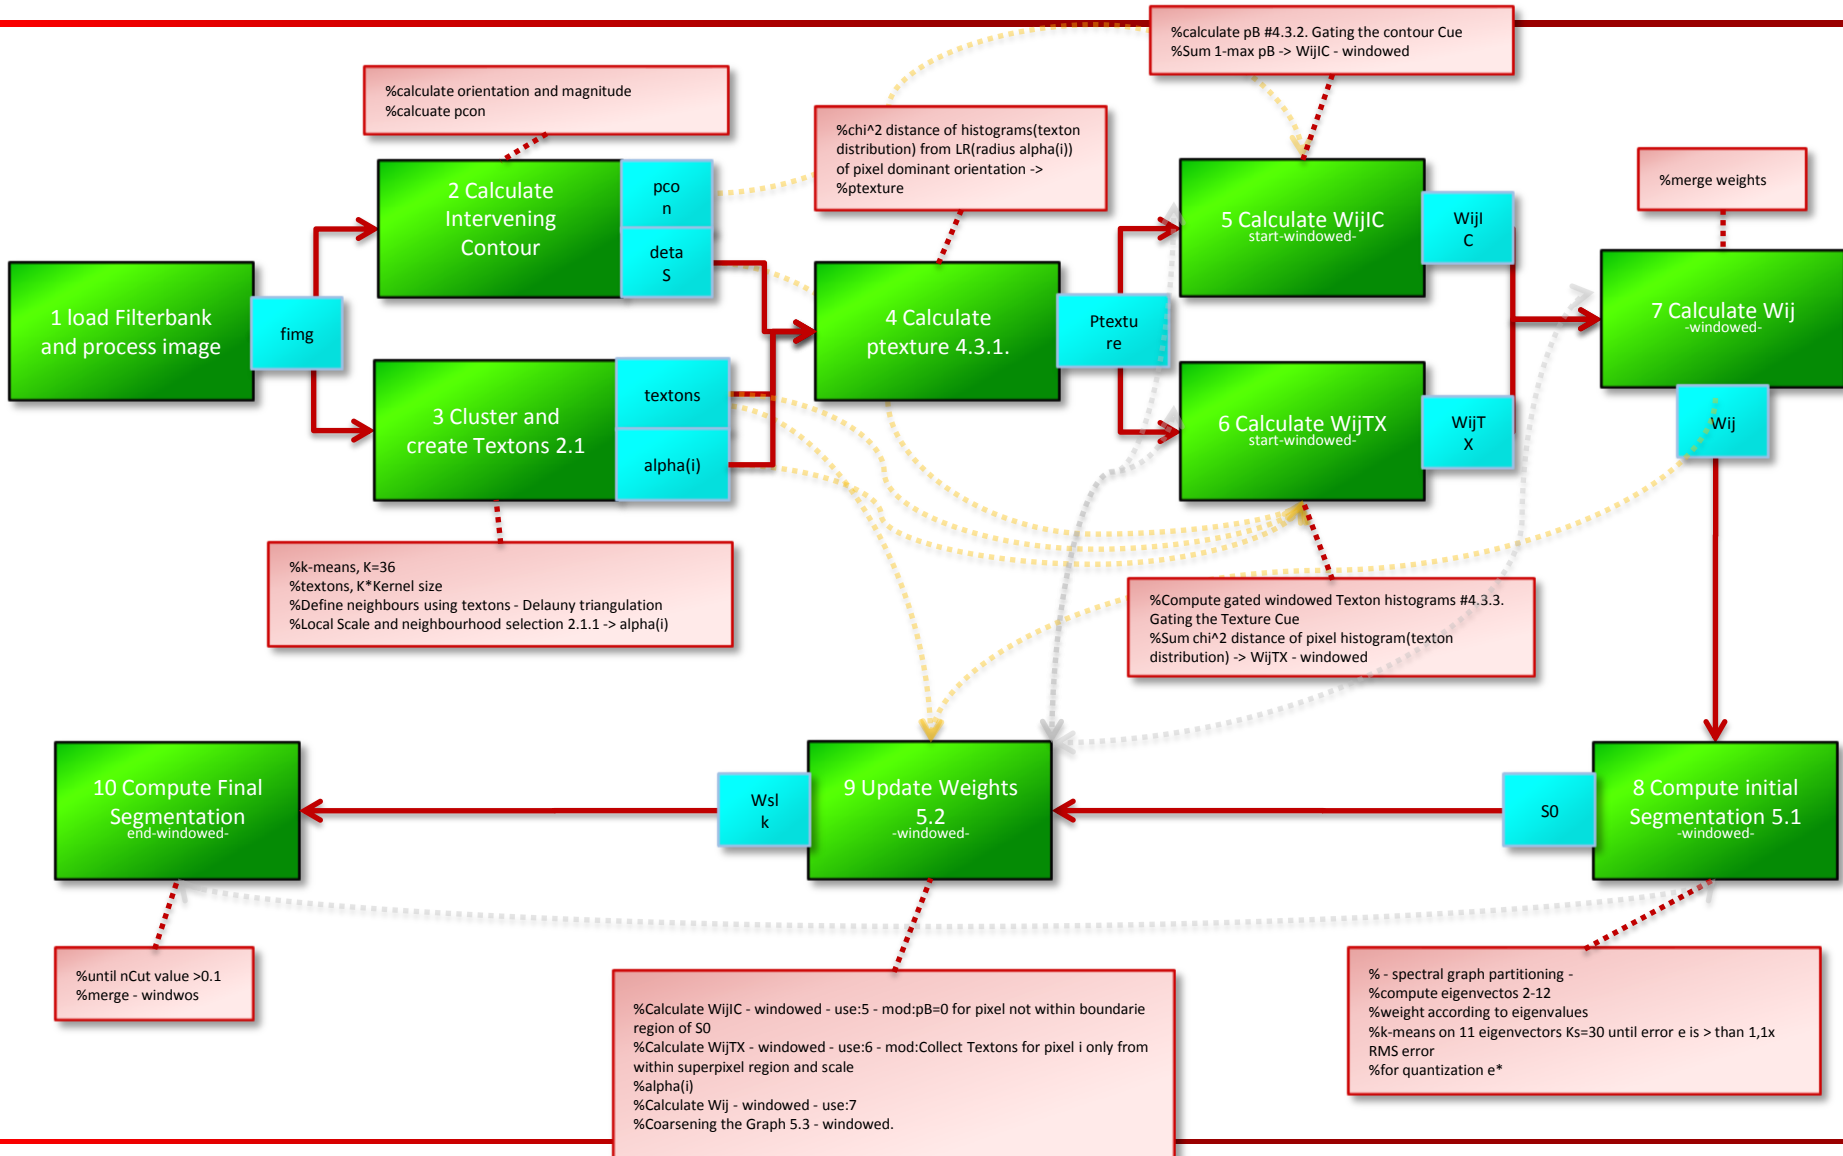 %calculate pB #4.3.2. Gating the contour Cue
%Sum 1-max pB -> WijIC - windowed
%calculate orientation and magnitude
%calcuate pcon
%chi^2 distance of histograms(texton
distribution) from LR(radius alpha(i))
of pixel dominant orientation ->
%ptexture
%merge weights
1 load Filterbank
and process image
fimg
2 Calculate
Intervening
Contour
pco
n
deta
S
3 Cluster and
create Textons 2.1
textons
alpha(i)
4 Calculate
ptexture 4.3.1.
Ptextu
re
5 Calculate WijIC
start-windowed-
WijI
C
6 Calculate WijTX
start-windowed-
WijT
X
7 Calculate Wij
-windowed-
Wij
%k-means, K=36
%textons, K*Kernel size
%Define neighbours using textons - Delauny triangulation
%Local Scale and neighbourhood selection 2.1.1 -> alpha(i)
%Compute gated windowed Texton histograms #4.3.3.
Gating the Texture Cue
%Sum chi^2 distance of pixel histogram(texton
distribution) -> WijTX - windowed
10 Compute Final
Segmentation
end-windowed-
Wsl
k
9 Update Weights
5.2
-windowed-
S0
8 Compute initial
Segmentation 5.1
-windowed-
%until nCut value >0.1
%merge - windwos
%Calculate WijIC - windowed - use:5 - mod:pB=0 for pixel not within boundarie
region of S0
%Calculate WijTX - windowed - use:6 - mod:Collect Textons for pixel i only from
within superpixel region and scale
%alpha(i)
%Calculate Wij - windowed - use:7
%Coarsening the Graph 5.3 - windowed.
% - spectral graph partitioning -
%compute eigenvectos 2-12
%weight according to eigenvalues
%k-means on 11 eigenvectors Ks=30 until error e is > than 1,1x
RMS error
%for quantization e*